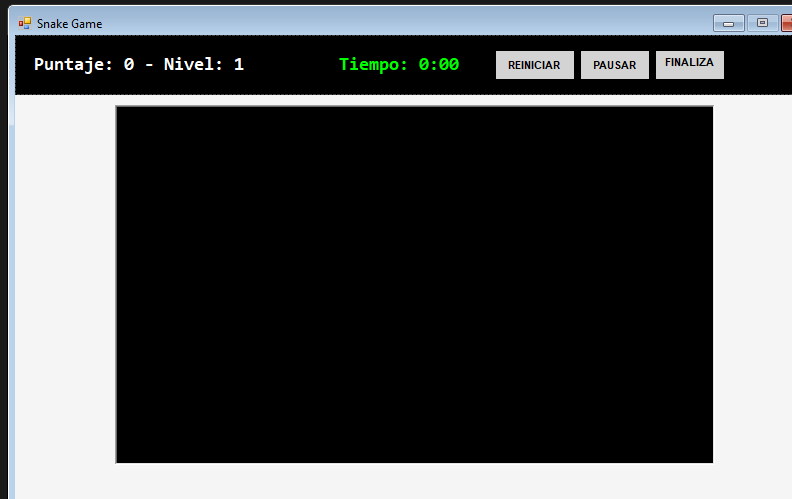 Snake Game
Puntaje: 0 - Nivel: 1
Tiempo: 0:00
REINICIAR
PAUSAR
FINALIZA